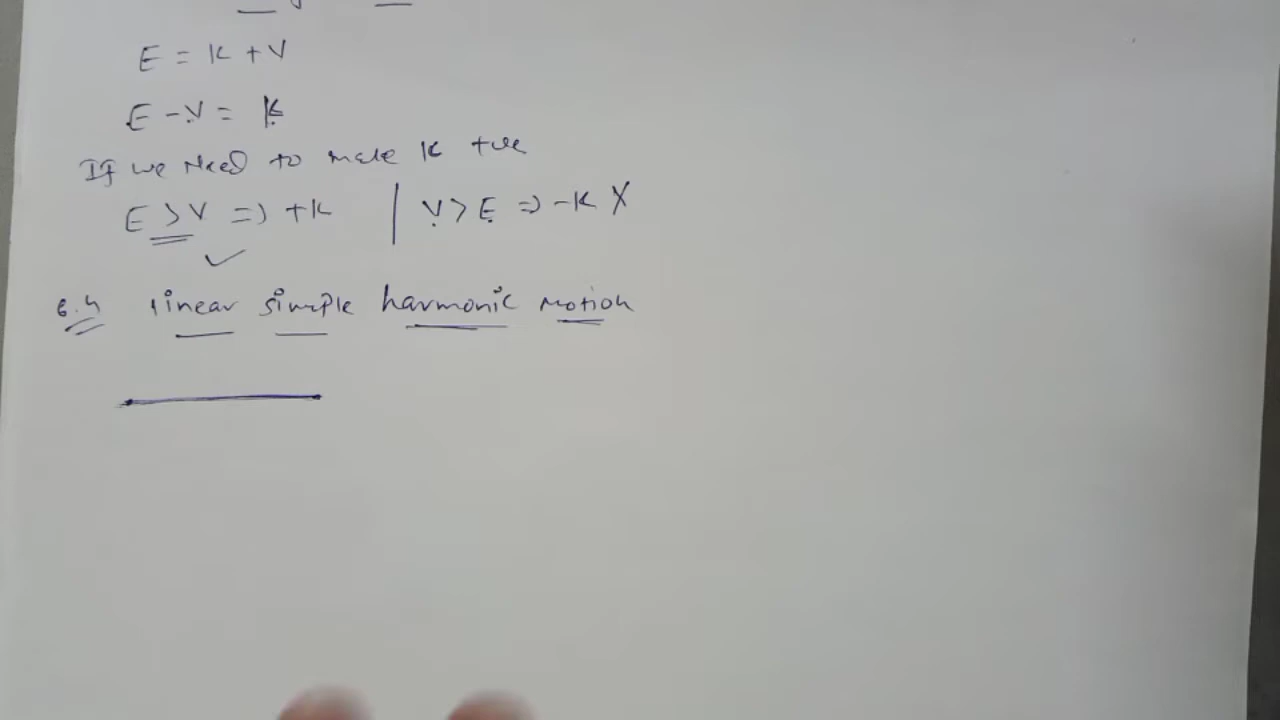 E = K + V
E - V = K
If we need to make K +ve
E > V => +K | V > E => -K X
6.4 linear simple harmonic motion